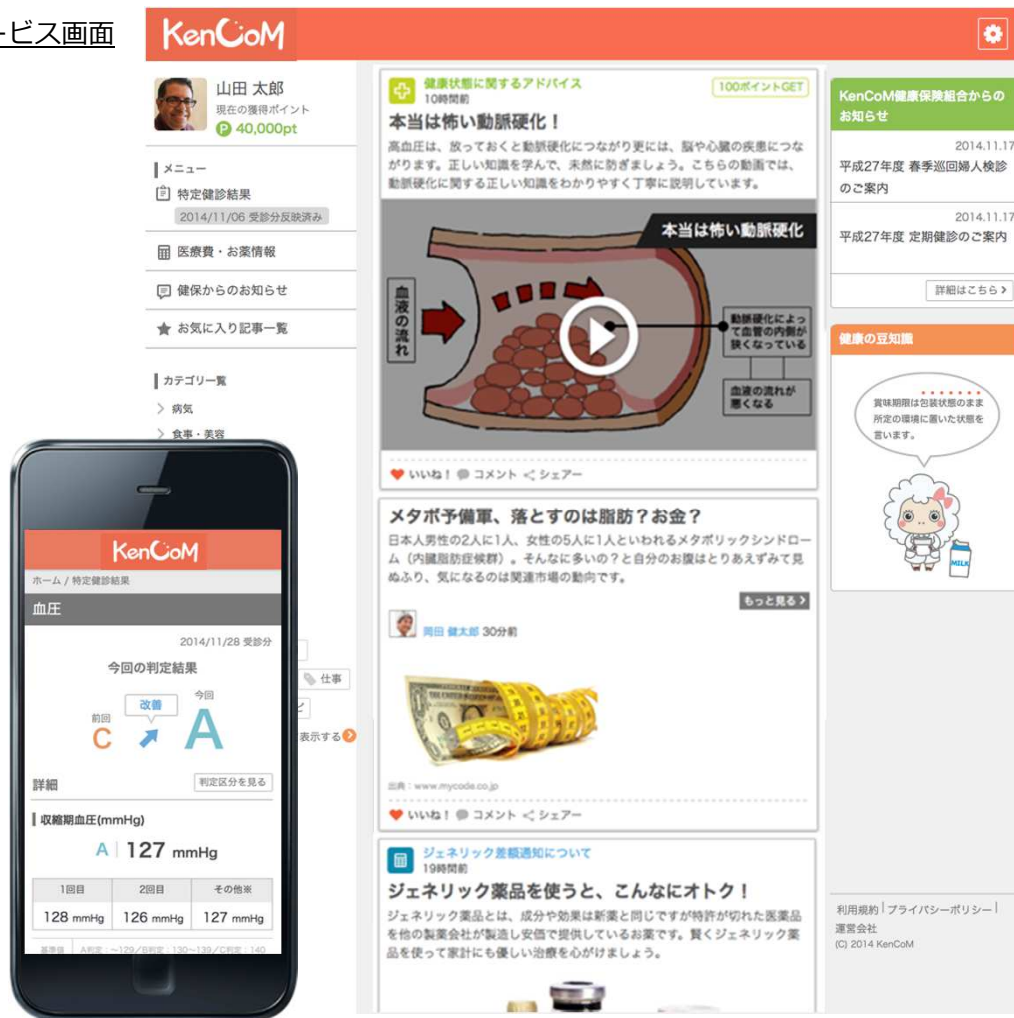 ービス画面
KenCoM
山田 太郎
現在の獲得ポイント
P 40,000pt
メニュー
特定健診結果
2014/11/06 受診分反映済み
医療費・お薬情報
健保からのお知らせ
お気に入り記事一覧
カテゴリ一覧
病気
食事・美容
仕事
表示する
健康状態に関するアドバイス
10時間前
100ポイントGET
本当は怖い動脈硬化！
高血圧は、放っておくと動脈硬化につながり更には、脳や心臓の疾患につな
がります。正しい知識を学んで、未然に防ぎましょう。こちらの動画では、
動脈硬化に関する正しい知識をわかりやすく丁寧に説明しています。
本当は怖い動脈硬化
血液の流れ
動脈硬化によっ
て血管の内側が
狭くなっている
血液の流れが
悪くなる
いいね！ コメント シェアー
メタボ予備軍、落とすのは脂肪？お金？
日本人男性の2人に1人、女性の5人に1人といわれるメタボリックシンドロー
ム（内臓脂肪症候群）。そんなに多いの？と自分のお腹はとりあえずみて見
ぬふり、気になるのは関連市場の動向です。
もっと見る
岡田 健太郎 30分前
出典：www.mycode.co.jp
いいね！ コメント シェアー
ジェネリック差額通知について
19時間前
ジェネリック薬品を使うと、こんなにオトク！
ジェネリック薬品とは、成分や効果は新薬と同じですが特許が切れた医薬品
を他の製薬会社が製造し安価で提供しているお薬です。賢くジェネリック薬
品を使って家計にも優しい治療を心がけましょう。
KenCoM健康保険組合からの
お知らせ
2014.11.17
平成27年度 春季巡回婦人検診
のご案内
2014.11.17
平成27年度 定期健診のご案内
詳細はこちら
健康の豆知識
賞味期限は包装状態のまま
所定の環境に置いた状態を
言います。
MILK
利用規約 | プライバシーポリシー |
運営会社
(C) 2014 KenCoM
KenCoM
ホーム / 特定健診結果
血圧
2014/11/28 受診分
今回の判定結果
前回
C
改善
今回
A
詳細
判定区分を見る
収縮期血圧(mmHg)
A | 127 mmHg
1回目 2回目 その他※
128 mmHg 126 mmHg 127 mmHg
基準値 A判定：～129／B判定：130～139／C判定：140